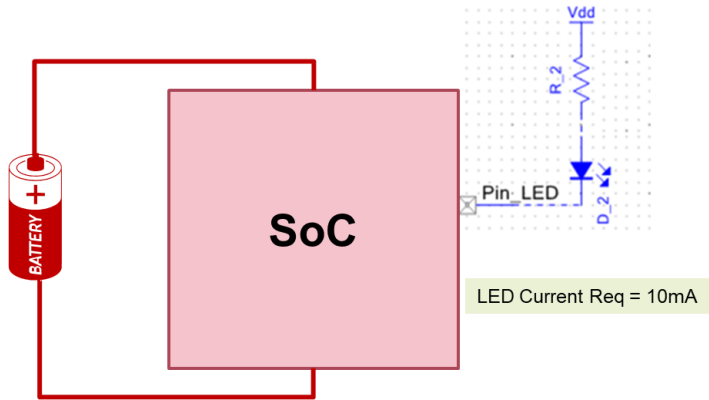 Vdd
R_2
Pin_LED
D_2
+
BATTERY
SoC
LED Current Req = 10mA